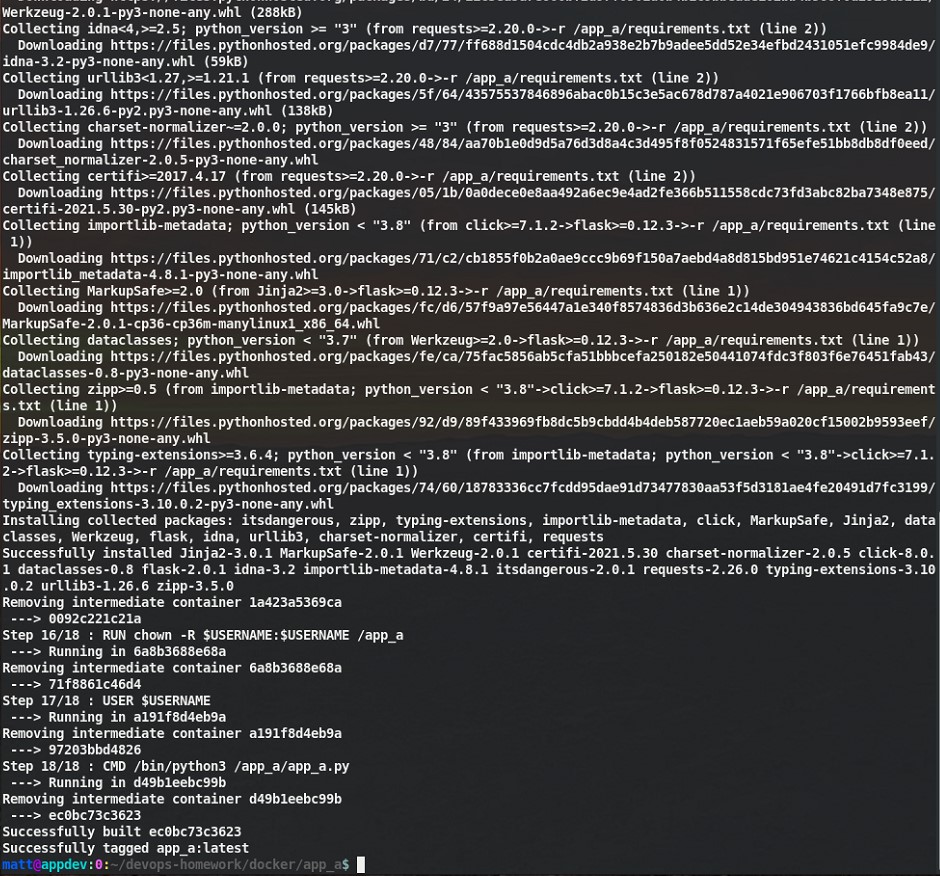 Werkzeug-2.0.1-py3-none-any.whl (288kB)
Collecting idna<4,>=2.5; python_version >= "3" (from requests>=2.20.0->-r /app_a/requirements.txt (line 2))
  Downloading https://files.pythonhosted.org/packages/d7/77/ff688d1504cdc4db2a938e2b7b9adee5dd52e34efbd2431051efc9984de9/
idna-3.2-py3-none-any.whl (59kB)
Collecting urllib3<1.27,>=1.21.1 (from requests>=2.20.0->-r /app_a/requirements.txt (line 2))
  Downloading https://files.pythonhosted.org/packages/5f/64/43575537846896abac0b15c3e5ac678d787a4021e906703f1766bfb8ea11/
urllib3-1.26.6-py2.py3-none-any.whl (138kB)
Collecting charset-normalizer~=2.0.0; python_version >= "3" (from requests>=2.20.0->-r /app_a/requirements.txt (line 2))
  Downloading https://files.pythonhosted.org/packages/48/84/aa70b1e0d9d5a76d3d8a4c3d495f8f0524831571f65efe51bb8db8df0eed/
charset_normalizer-2.0.5-py3-none-any.whl
Collecting certifi>=2017.4.17 (from requests>=2.20.0->-r /app_a/requirements.txt (line 2))
  Downloading https://files.pythonhosted.org/packages/05/1b/0a0dece0e8aa492a6ec9e4ad2fe366b511558cdc73fd3abc82ba7348e875/
certifi-2021.5.30-py2.py3-none-any.whl (145kB)
Collecting importlib-metadata; python_version < "3.8" (from click>=7.1.2->flask>=0.12.3->-r /app_a/requirements.txt (line
 1))
  Downloading https://files.pythonhosted.org/packages/71/c2/cb1855f0b2a0ae9ccc9b69f150a7aebd4a8d815bd951e74621c4154c52a8/
importlib_metadata-4.8.1-py3-none-any.whl
Collecting MarkupSafe>=2.0 (from Jinja2>=3.0->flask>=0.12.3->-r /app_a/requirements.txt (line 1))
  Downloading https://files.pythonhosted.org/packages/fc/d6/57f9a97e56447a1e340f8574836d3b636e2c14de304943836bd645fa9c7e/
MarkupSafe-2.0.1-cp36-cp36m-manylinux1_x86_64.whl
Collecting dataclasses; python_version < "3.7" (from Werkzeug>=2.0->flask>=0.12.3->-r /app_a/requirements.txt (line 1))
  Downloading https://files.pythonhosted.org/packages/fe/ca/75fac5856ab5cfa51bbbcefa250182e50441074fdc3f803f6e76451fab43/
dataclasses-0.8-py3-none-any.whl
Collecting zipp>=0.5 (from importlib-metadata; python_version < "3.8"->click>=7.1.2->flask>=0.12.3->-r /app_a/requirement
s.txt (line 1))
  Downloading https://files.pythonhosted.org/packages/92/d9/89f433969fb8dc5b9cbdd4b4deb587720ec1aeb59a020cf15002b9593eef/
zipp-3.5.0-py3-none-any.whl
Collecting typing-extensions>=3.6.4; python_version < "3.8" (from importlib-metadata; python_version < "3.8"->click>=7.1.
2->flask>=0.12.3->-r /app_a/requirements.txt (line 1))
  Downloading https://files.pythonhosted.org/packages/74/60/18783336cc7fcdd95dae91d73477830aa53f5d3181ae4fe20491d7fc3199/
typing_extensions-3.10.0.2-py3-none-any.whl
Installing collected packages: itsdangerous, zipp, typing-extensions, importlib-metadata, click, MarkupSafe, Jinja2, data
classes, Werkzeug, flask, idna, urllib3, charset-normalizer, certifi, requests
Successfully installed Jinja2-3.0.1 MarkupSafe-2.0.1 Werkzeug-2.0.1 certifi-2021.5.30 charset-normalizer-2.0.5 click-8.0.
1 dataclasses-0.8 flask-2.0.1 idna-3.2 importlib-metadata-4.8.1 itsdangerous-2.0.1 requests-2.26.0 typing-extensions-3.10
.0.2 urllib3-1.26.6 zipp-3.5.0
Removing intermediate container 1a423a5369ca
 ---> 0092c221c21a
Step 16/18 : RUN chown -R $USERNAME:$USERNAME /app_a
 ---> Running in 6a8b3688e68a
Removing intermediate container 6a8b3688e68a
 ---> 71f8861c46d4
Step 17/18 : USER $USERNAME
 ---> Running in a191f8d4eb9a
Removing intermediate container a191f8d4eb9a
 ---> 97203bbd4826
Step 18/18 : CMD /bin/python3 /app_a/app_a.py
 ---> Running in d49b1eebc99b
Removing intermediate container d49b1eebc99b
 ---> ec0bc73c3623
Successfully built ec0bc73c3623
Successfully tagged app_a:latest
matt@appdev:0:~/devops-homework/docker/app_a$